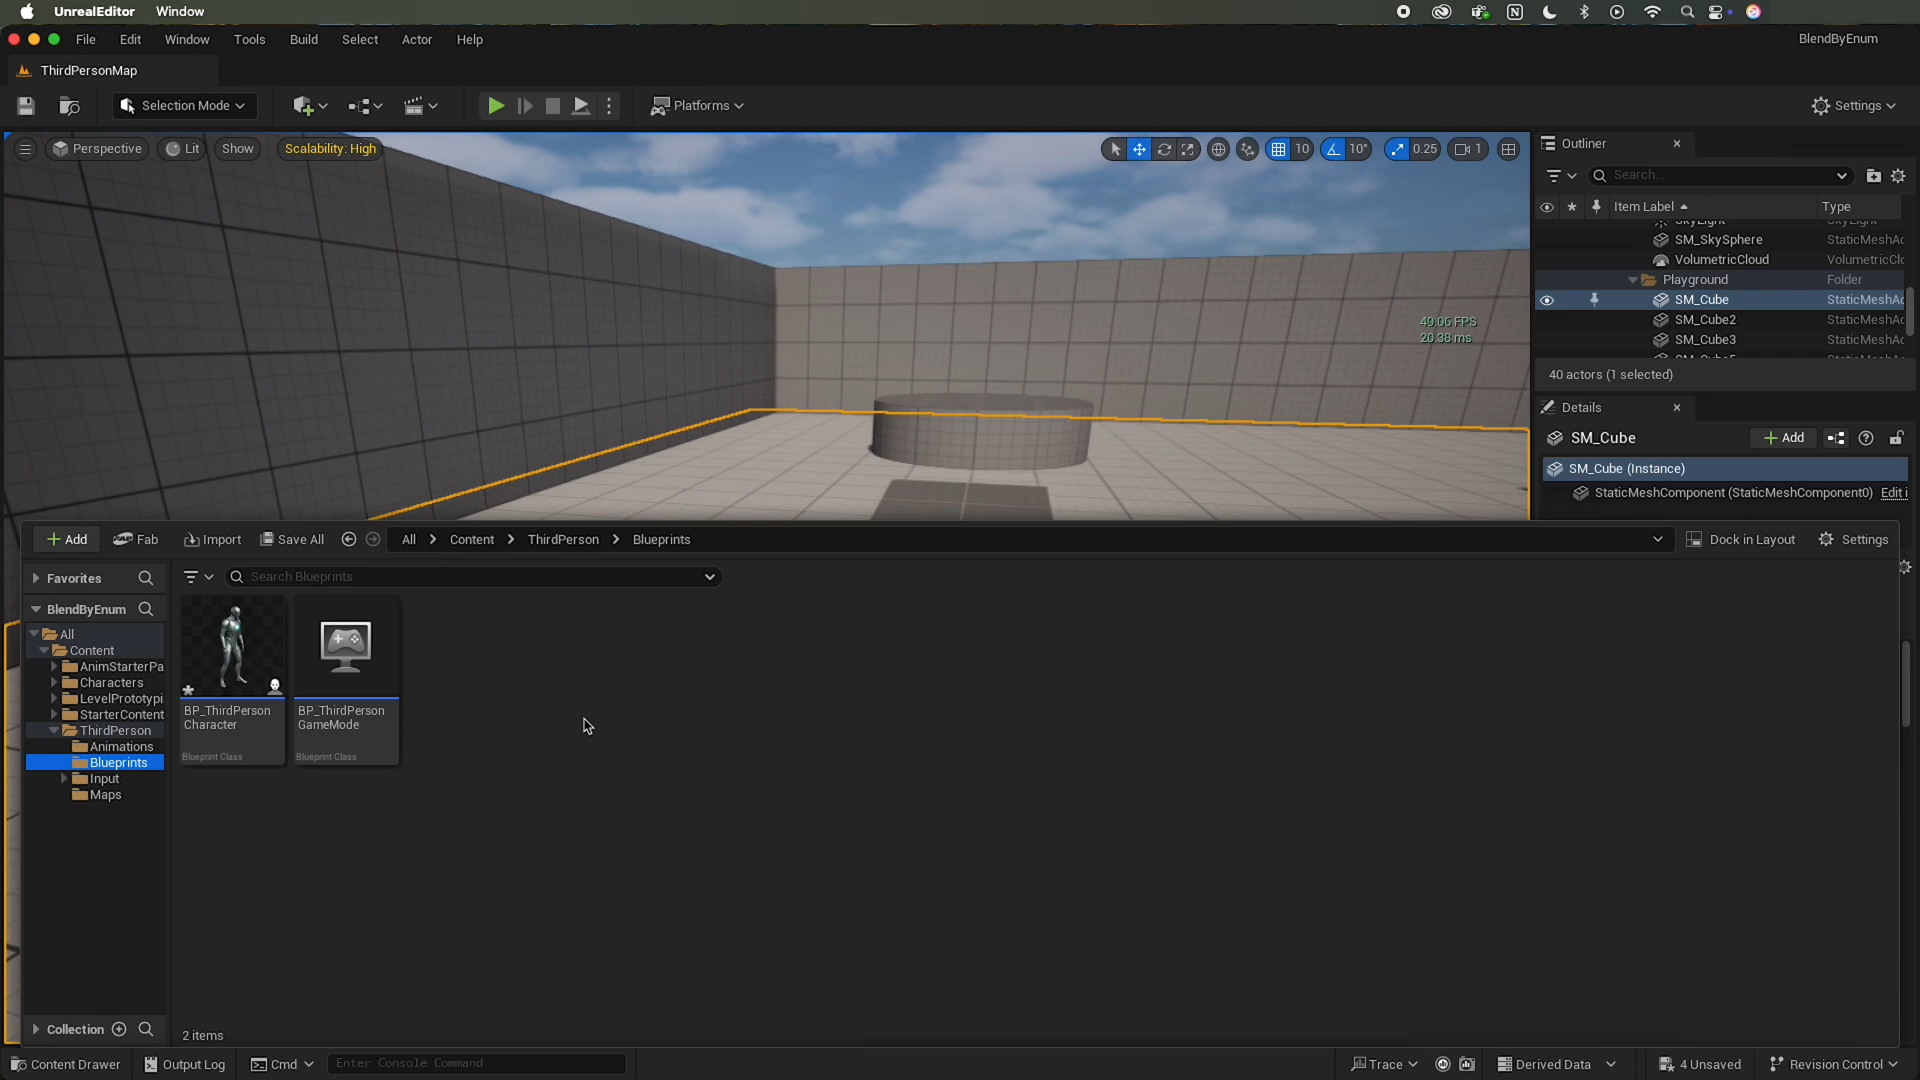 UnrealEditor Window
File Edit Window Tools Build Select Actor Help
BlendByEnum
ThirdPersonMap
Selection Mode
Platforms
Settings
Perspective Lit Show Scalability: High
10 10° 0.25 1
49.06 FPS
20.38 ms
Outliner
Search...
Item Label Type
SkyLight SkyLight
SM_SkySphere StaticMeshAc
VolumetricCloud VolumetricClo
Playground Folder
SM_Cube StaticMeshAc
SM_Cube2 StaticMeshAc
SM_Cube3 StaticMeshAc
40 actors (1 selected)
Details
SM_Cube
Add
SM_Cube (Instance)
StaticMeshComponent (StaticMeshComponent0) Edit i
Add Fab Import Save All All Content ThirdPerson Blueprints
Dock in Layout Settings
Favorites
Search Blueprints
BlendByEnum
All
Content
AnimStarterPa
Characters
LevelPrototypi
StarterContent
ThirdPerson
Animations
Blueprints
Input
Maps
BP_ThirdPerson
Character
Blueprint Class
BP_ThirdPerson
GameMode
Blueprint Class
Collection
2 items
Content Drawer Output Log Cmd Enter Console Command
Trace Derived Data 4 Unsaved Revision Control